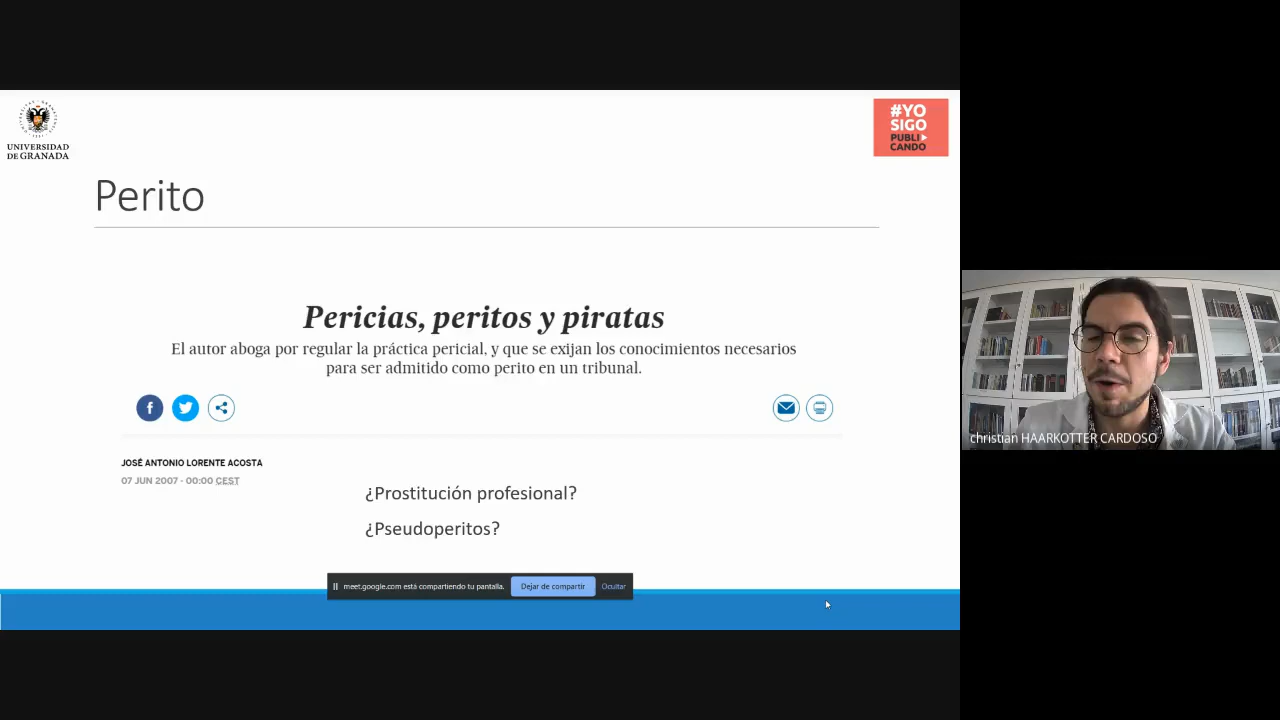 UNIVERSIDAD
DE GRANADA
#YO
SIGO
PUBLI
CANDO
Perito
Pericias, peritos y piratas
El autor aboga por regular la práctica pericial, y que se exijan los conocimientos necesarios
para ser admitido como perito en un tribunal.
JOSÉ ANTONIO LORENTE ACOSTA
07 JUN 2007 - 00:00 CEST
¿Prostitución profesional?
¿Pseudoperitos?
meet.google.com está compartiendo tu pantalla.
Dejar de compartir
Ocultar
christian HAARKOTTER CARDOSO